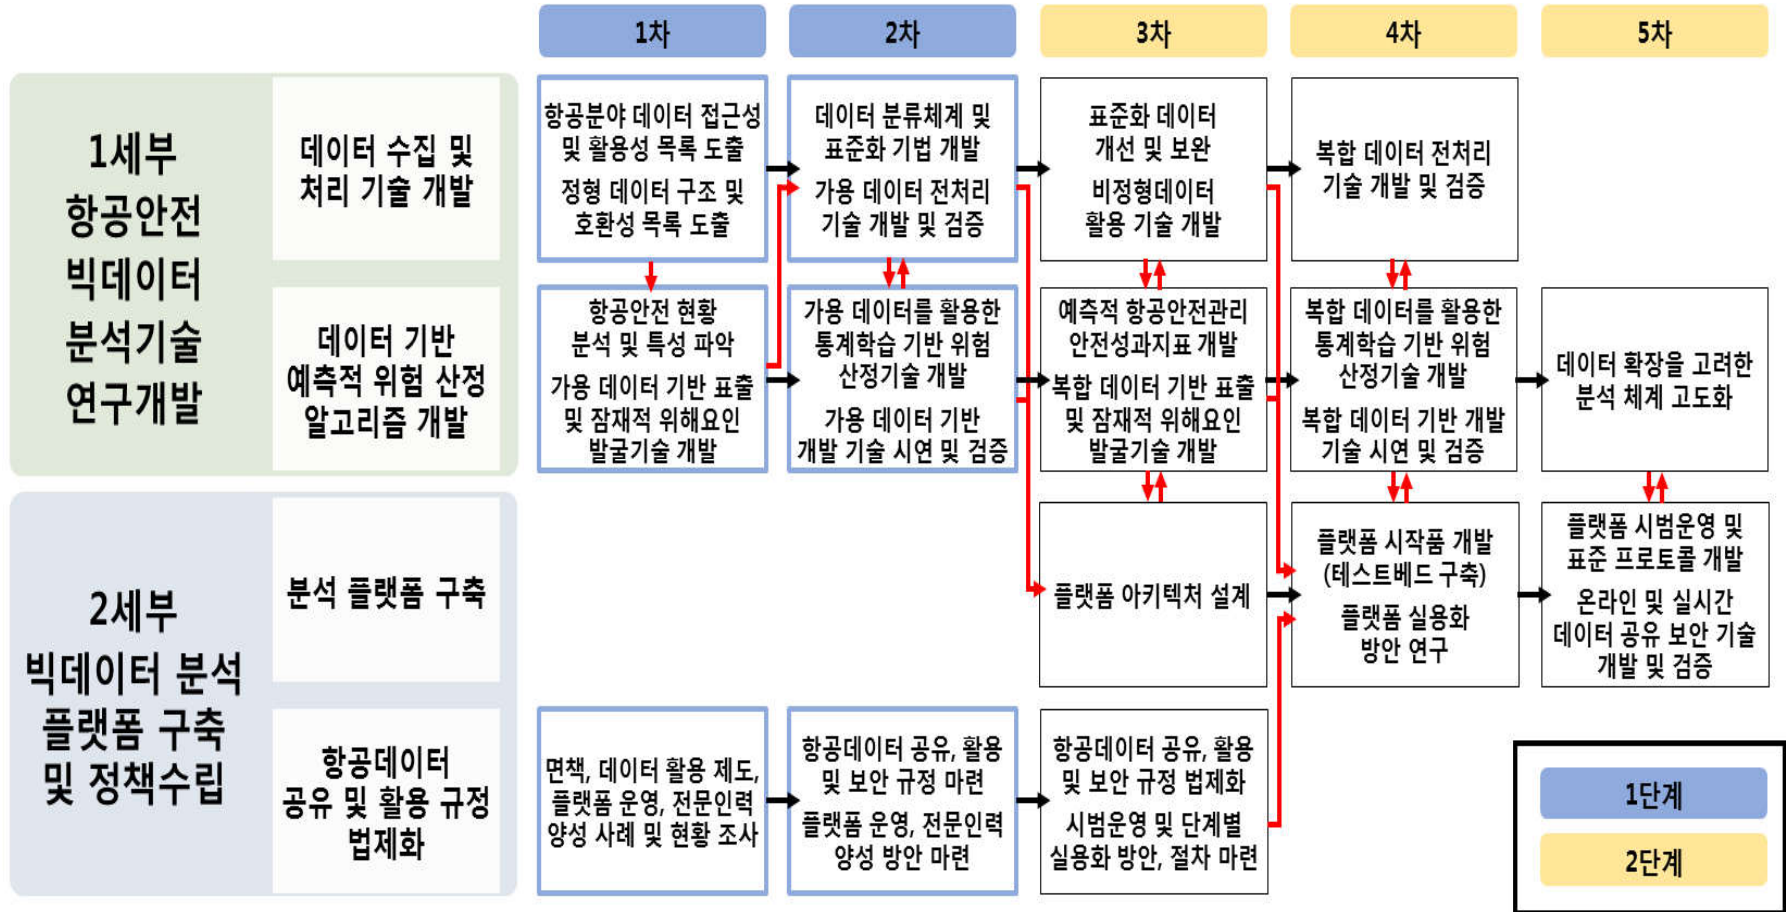 1차
2차
3차
4차
5차
1세부
항공안전
빅데이터
분석기술
연구개발
데이터 수집 및
처리 기술 개발
항공분야 데이터 접근성
및 활용성 목록 도출
정형 데이터 구조 및
호환성 목록 도출
데이터 분류체계 및
표준화 기법 개발
가용 데이터 전처리
기술 개발 및 검증
표준화 데이터
개선 및 보완
비정형데이터
활용 기술 개발
복합 데이터 전처리
기술 개발 및 검증
데이터 기반
예측적 위험 산정
알고리즘 개발
항공안전 현황
분석 및 특성 파악
가용 데이터 기반 표출
및 잠재적 위해요인
발굴기술 개발
가용 데이터를 활용한
통계학습 기반 위험
산정기술 개발
가용 데이터 기반
개발 기술 시연 및 검증
예측적 항공안전관리
안전성과지표 개발
복합 데이터 기반 표출
및 잠재적 위해요인
발굴기술 개발
복합 데이터를 활용한
통계학습 기반 위험
산정기술 개발
복합 데이터 기반 개발
기술 시연 및 검증
데이터 확장을 고려한
분석 체계 고도화
2세부
빅데이터 분석
플랫폼 구축
및 정책수립
분석 플랫폼 구축
플랫폼 아키텍처 설계
플랫폼 시작품 개발
(테스트베드 구축)
플랫폼 실용화
방안 연구
플랫폼 시범운영 및
표준 프로토콜 개발
온라인 및 실시간
데이터 공유 보안 기술
개발 및 검증
항공데이터
공유 및 활용 규정
법제화
면책, 데이터 활용 제도,
플랫폼 운영, 전문인력
양성 사례 및 현황 조사
항공데이터 공유, 활용
및 보안 규정 마련
플랫폼 운영, 전문인력
양성 방안 마련
항공데이터 공유, 활용
및 보안 규정 법제화
시범운영 및 단계별
실용화 방안, 절차 마련
1단계
2단계